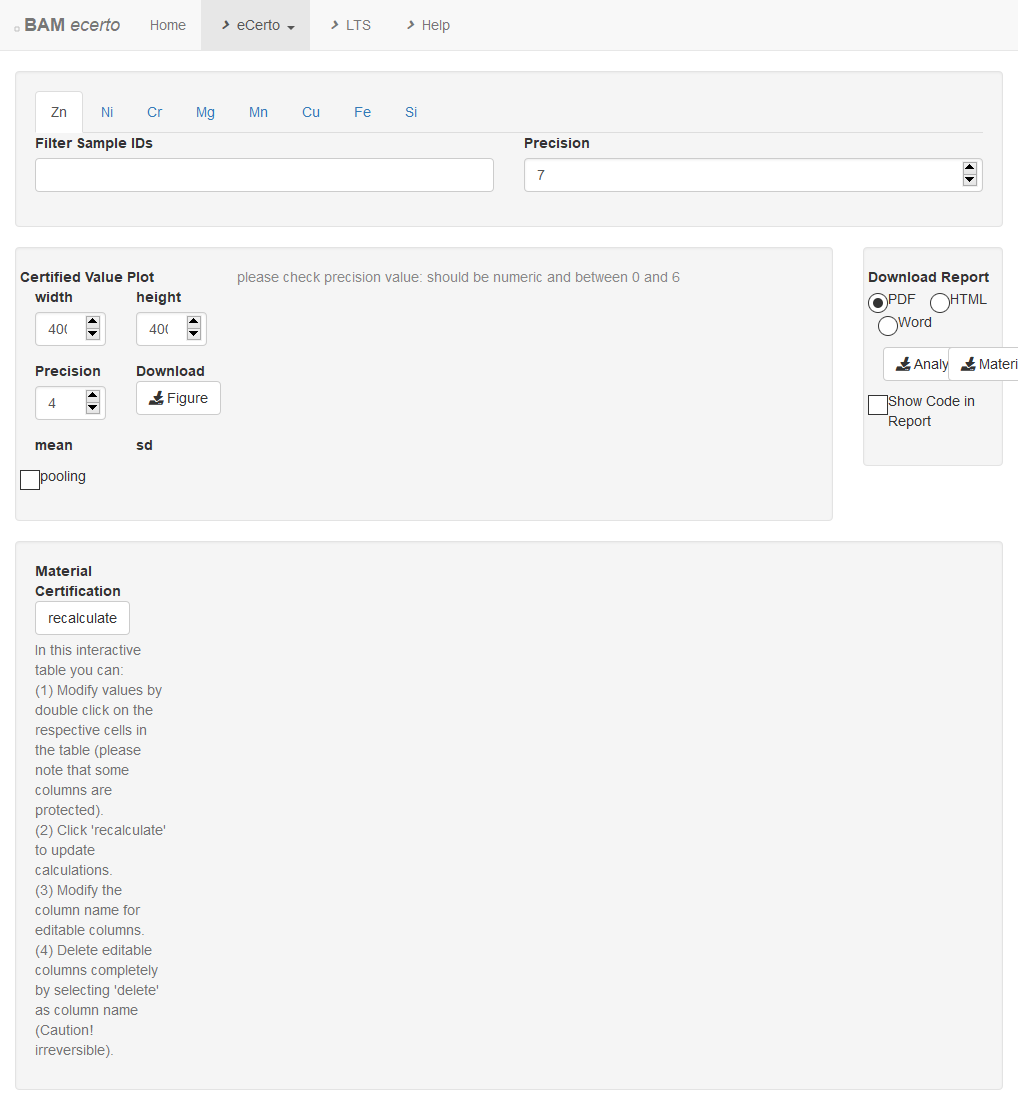 BAM ecerto Home eCerto LTS Help
Zn Ni Cr Mg Mn Cu Fe Si
Filter Sample IDs Precision
7
Certified Value Plot please check precision value: should be numeric and between 0 and 6
width height
400 400
Precision Download
4 Figure
mean sd
pooling
Download Report
PDF HTML
Word
Analy Materi
Show Code in
Report
Material
Certification
recalculate
In this interactive
table you can:
(1) Modify values by
double click on the
respective cells in
the table (please
note that some
columns are
protected).
(2) Click 'recalculate'
to update
calculations.
(3) Modify the
column name for
editable columns.
(4) Delete editable
columns completely
by selecting 'delete'
as column name
(Caution!
irreversible).